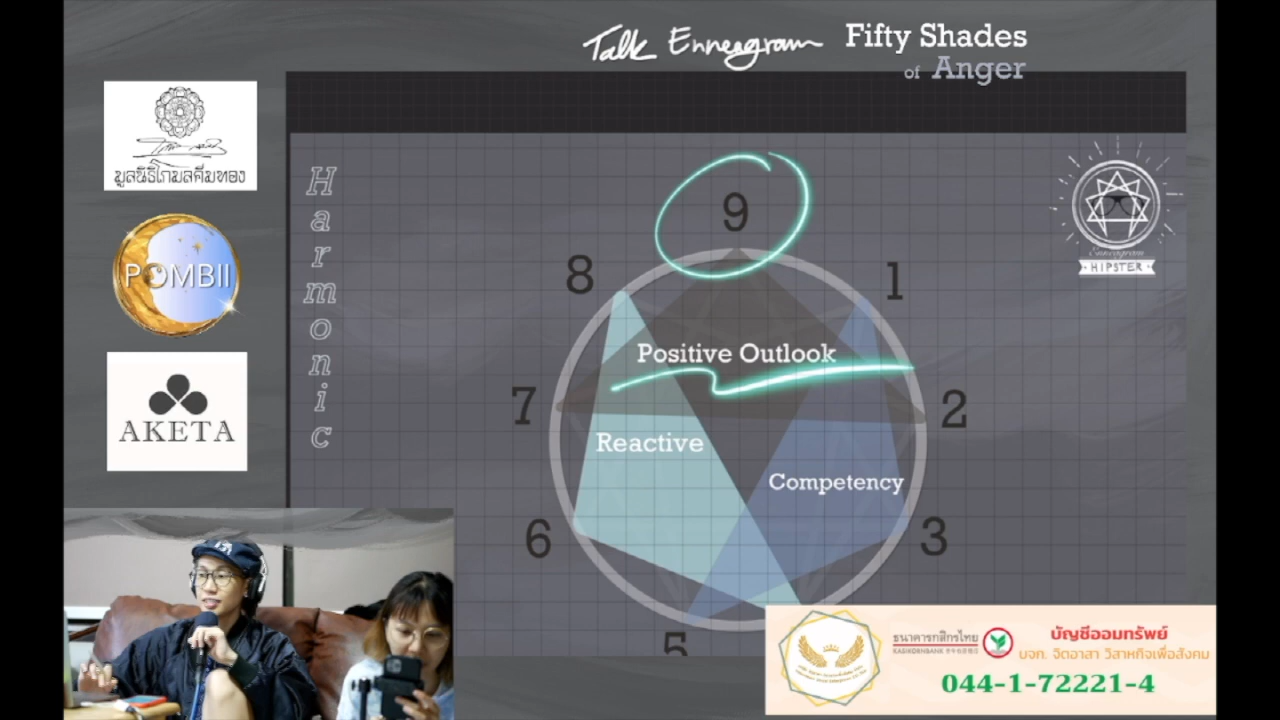 Talk Enneagram
Fifty Shades
of Anger
มูลนิธิโกมลคีมทอง
POMBII
AKETA
Harmonic
9
8
1
Positive Outlook
7
2
Reactive
Competency
6
3
5
Enneagram
HIPSTER
ธนาคารกสิกรไทย
KASIKORNBANK
บัญชีออมทรัพย์
มจก. จิตอาสา วิสาหกิจเพื่อสังคม
044-1-72221-4